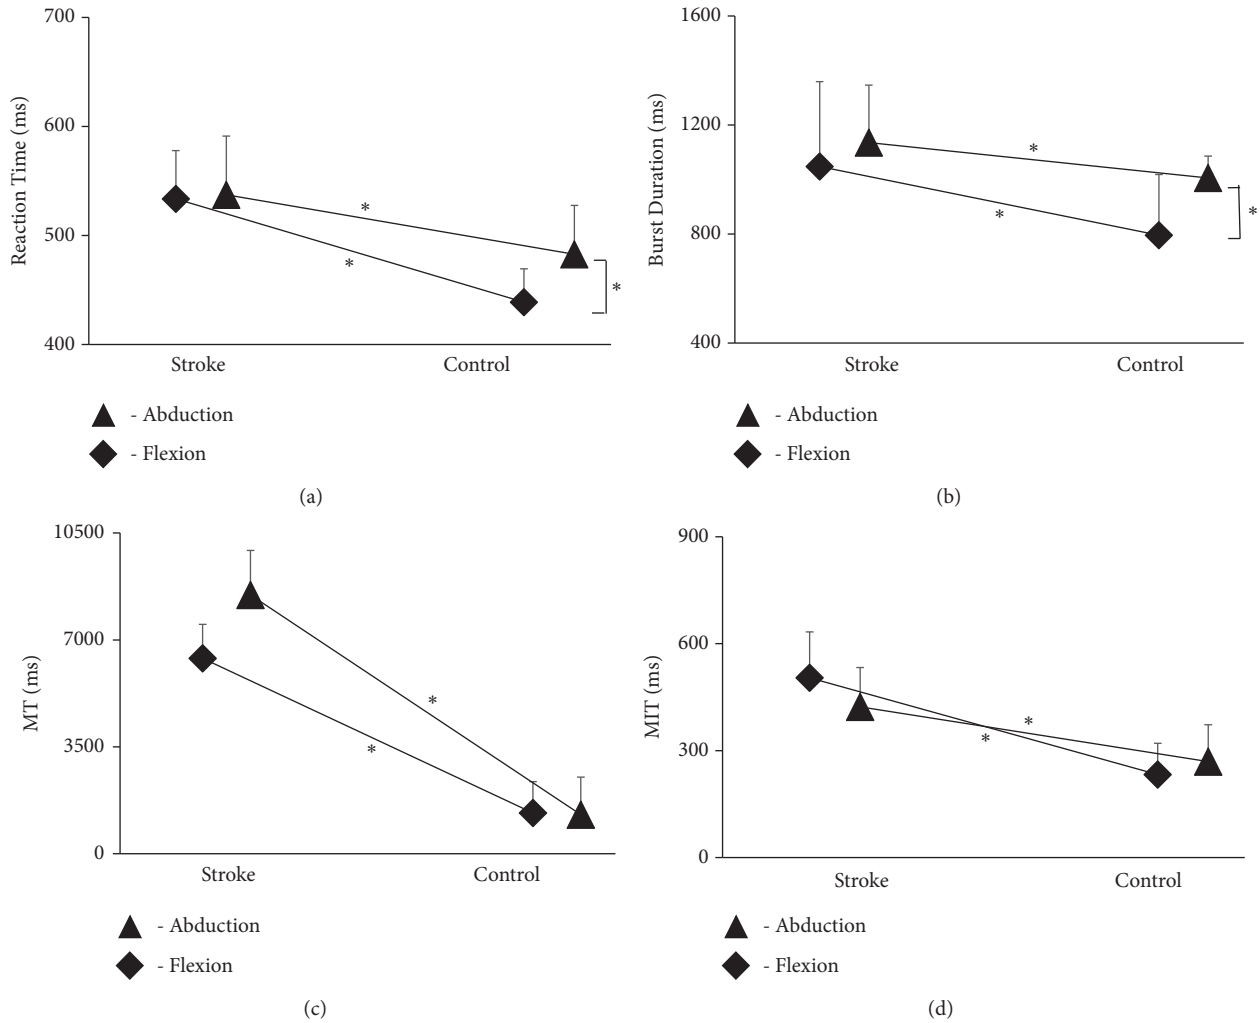 700
600
500
400
Reaction Time (ms)
*
*
*
Stroke
Control
- Abduction
- Flexion
(a)
1600
1200
800
400
Burst Duration (ms)
*
*
*
Stroke
Control
- Abduction
- Flexion
(b)
10500
7000
3500
0
MT (ms)
*
*
Stroke
Control
- Abduction
- Flexion
(c)
900
600
300
0
MIT (ms)
*
*
Stroke
Control
- Abduction
- Flexion
(d)